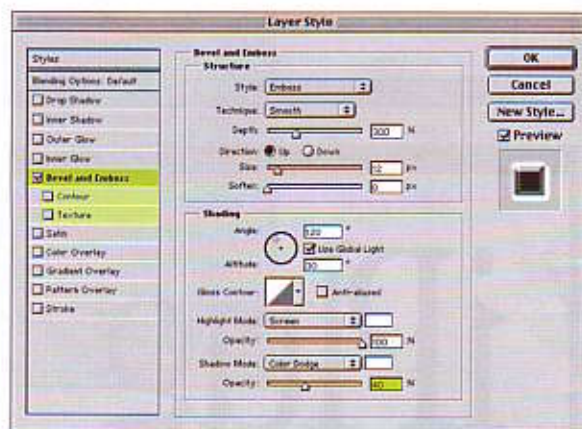 Layer Style
Styles
Blending Options: Default
Drop Shadow
Inner Shadow
Outer Glow
Inner Glow
Bevel and Emboss
Contour
Texture
Satin
Color Overlay
Gradient Overlay
Pattern Overlay
Stroke
Bevel and Emboss
Structure
Style: Emboss
Technique: Smooth
Depth: 300 %
Direction: Up Down
Size: 12 px
Soften: 0 px
Shading
Angle: 120 °
Use Global Light
Altitude: 30 °
Gloss Contour: Anti-aliased
Highlight Mode: Screen
Opacity: 100 %
Shadow Mode: Color Dodge
Opacity: 40 %
OK
Cancel
New Style...
Preview